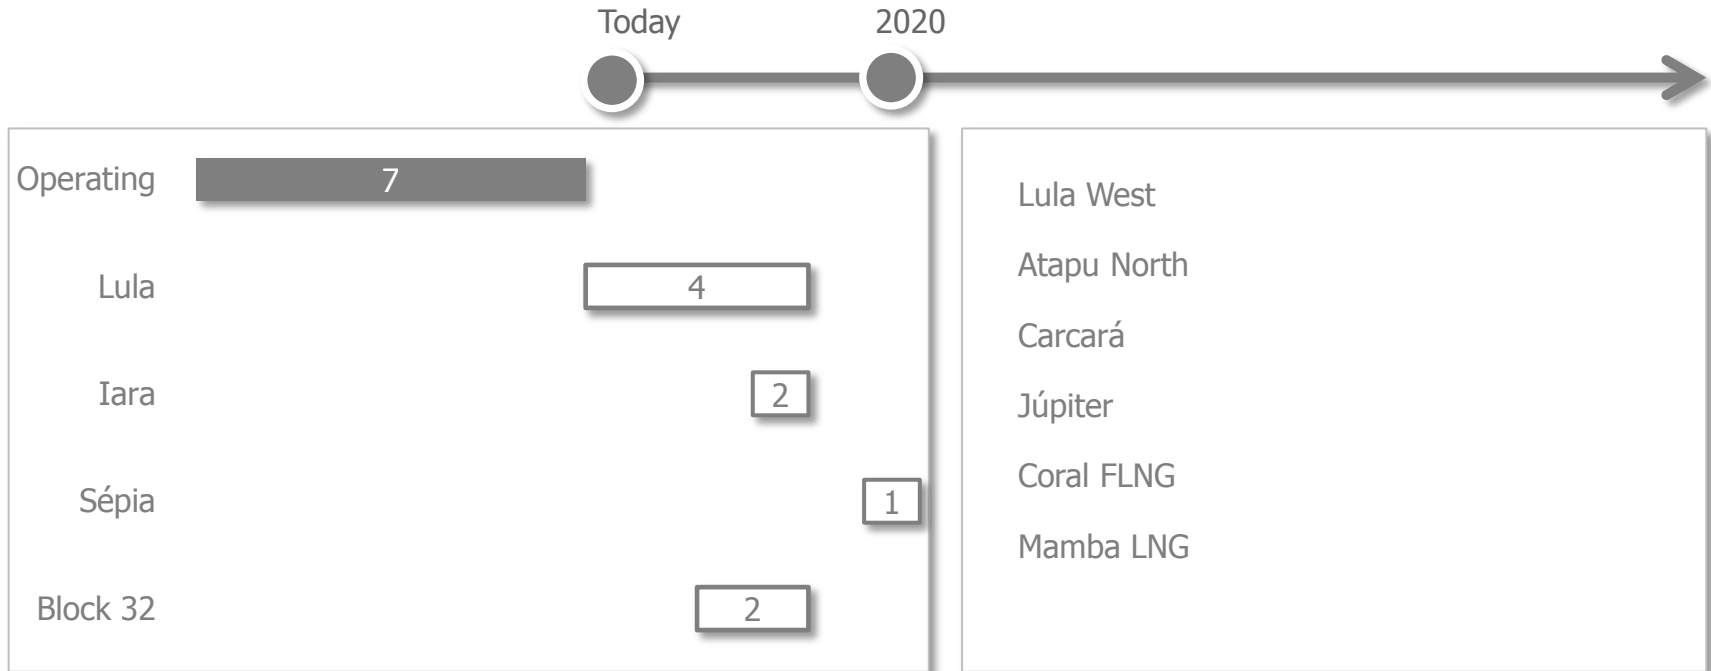 Today
2020
Operating
7
Lula
4
Iara
2
Sépia
1
Block 32
2
Lula West
Atapu North
Carcará
Júpiter
Coral FLNG
Mamba LNG